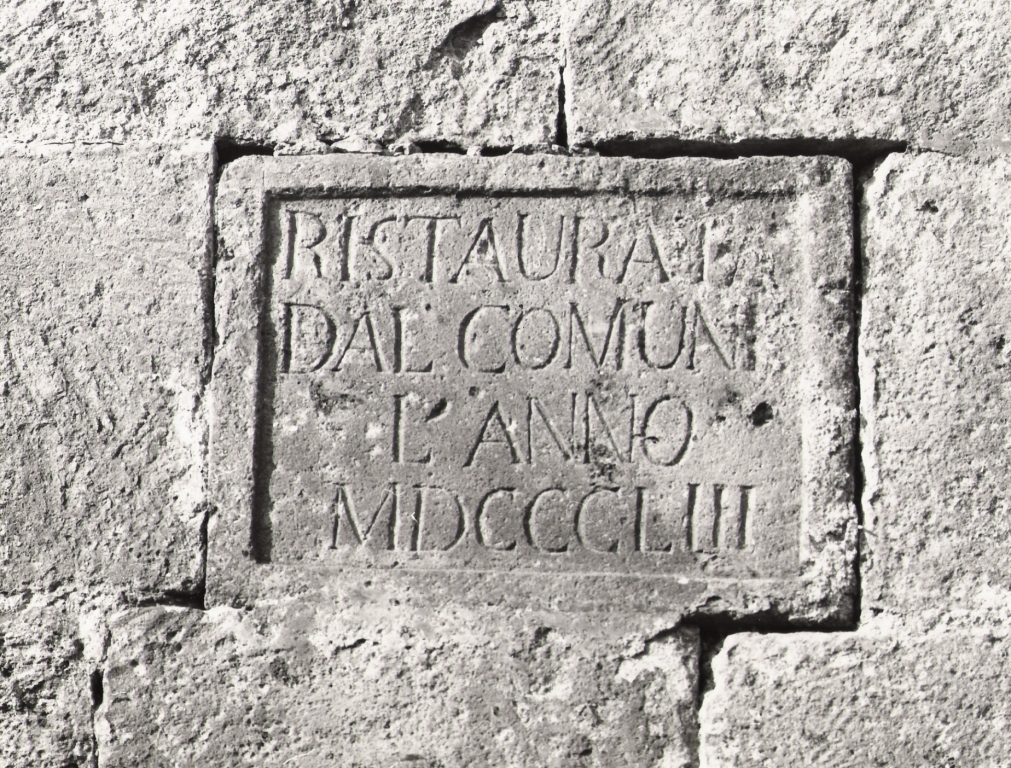 RISTAURATA
DAL COMUNE
L' ANNO
MDCCCLIII